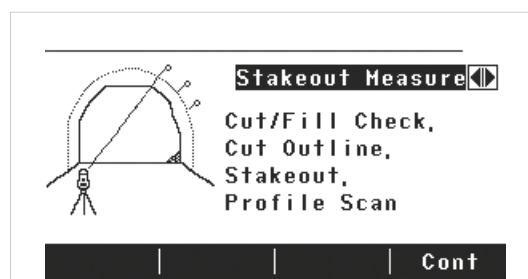 Stakeout Measure
Cut/Fill Check,
Cut Outline,
Stakeout,
Profile Scan
Cont